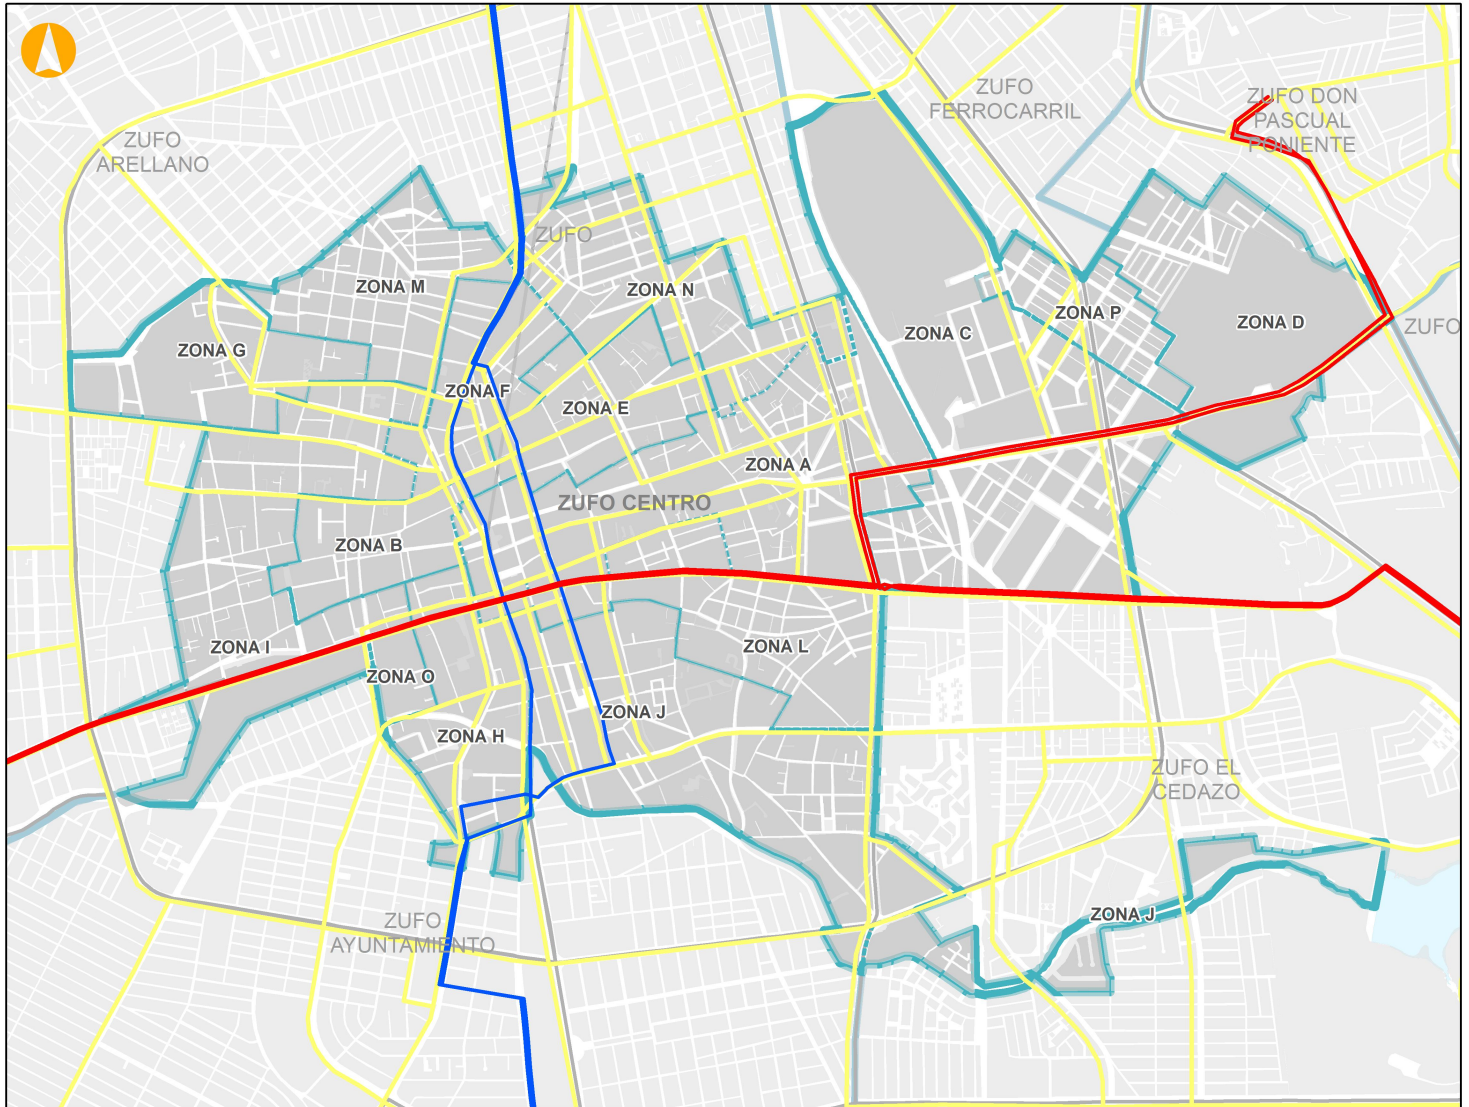 ZUFO
FERROCARRIL
ZUFO DON
PASCUAL
PONIENTE
ZUFO
ARELLANO
ZUFO
ZONA M
ZONA N
ZONA P
ZONA D
ZUFO
ZONA C
ZONA G
ZONA F
ZONA E
ZONA A
ZUFO CENTRO
ZONA B
ZONA I
ZONA L
ZONA O
ZONA J
ZONA H
ZUFO EL
CEDAZO
ZONA J
ZUFO
AYUNTAMIENTO